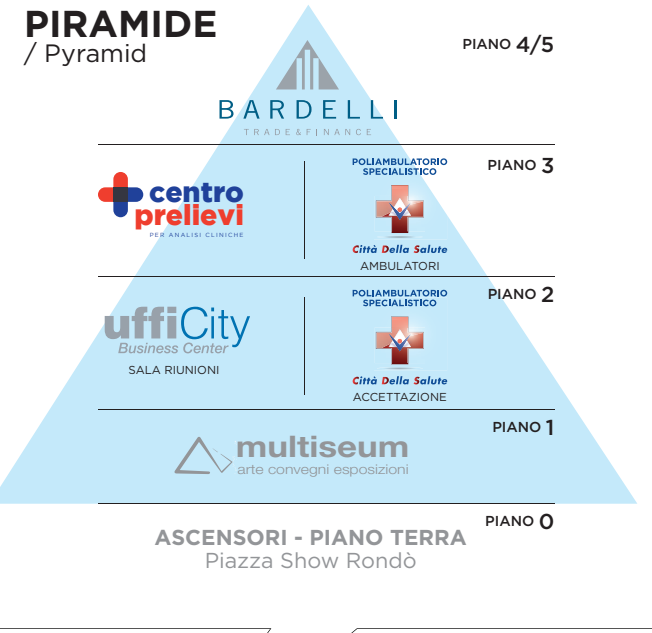 PIRAMIDE
/ Pyramid
PIANO 4/5
BARDELLI
TRADE & FINANCE
PIANO 3
centro
prelievi
PER ANALISI CLINICHE
POLIAMBULATORIO
SPECIALISTICO
Città Della Salute
AMBULATORI
PIANO 2
uffiCity
Business Center
SALA RIUNIONI
POLIAMBULATORIO
SPECIALISTICO
Città Della Salute
ACCETTAZIONE
PIANO 1
multiseum
arte convegni esposizioni
PIANO 0
ASCENSORI - PIANO TERRA
Piazza Show Rondò